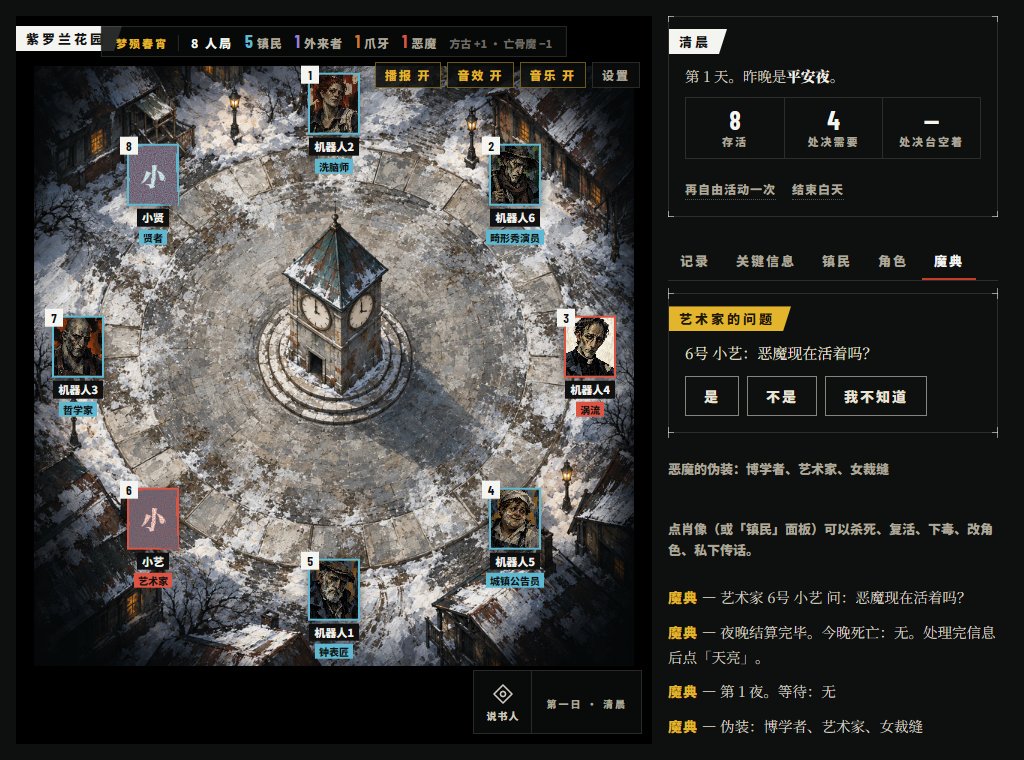 紫罗兰花园
梦殒春宵 8 人局 5 镇民 1 外来者 1 爪牙 1 恶魔 方古 +1 · 亡骨魔 −1
播报 开 音效 开 音乐 开 设置
1
机器人2
洗脑师
2
机器人6
畸形秀演员
3
机器人4
涡流
4
机器人5
城镇公告员
5
机器人1
钟表匠
6
小
小艺
艺术家
7
机器人3
哲学家
8
小
小贤
贤者
说书人
第一日 · 清晨
清晨
第 1 天。昨晚是平安夜。
8 4 –
存活 处决需要 处决台空着
再自由活动一次 结束白天
记录 关键信息 镇民 角色 魔典
艺术家的问题
6号 小艺：恶魔现在活着吗？
是 不是 我不知道
恶魔的伪装：博学者、艺术家、女裁缝
点肖像（或「镇民」面板）可以杀死、复活、下毒、改角
色、私下传话。
魔典 — 艺术家 6号 小艺 问：恶魔现在活着吗？
魔典 — 夜晚结算完毕。今晚死亡：无。处理完信息
后点「天亮」。
魔典 — 第 1 夜。等待：无
魔典 — 伪装：博学者、艺术家、女裁缝